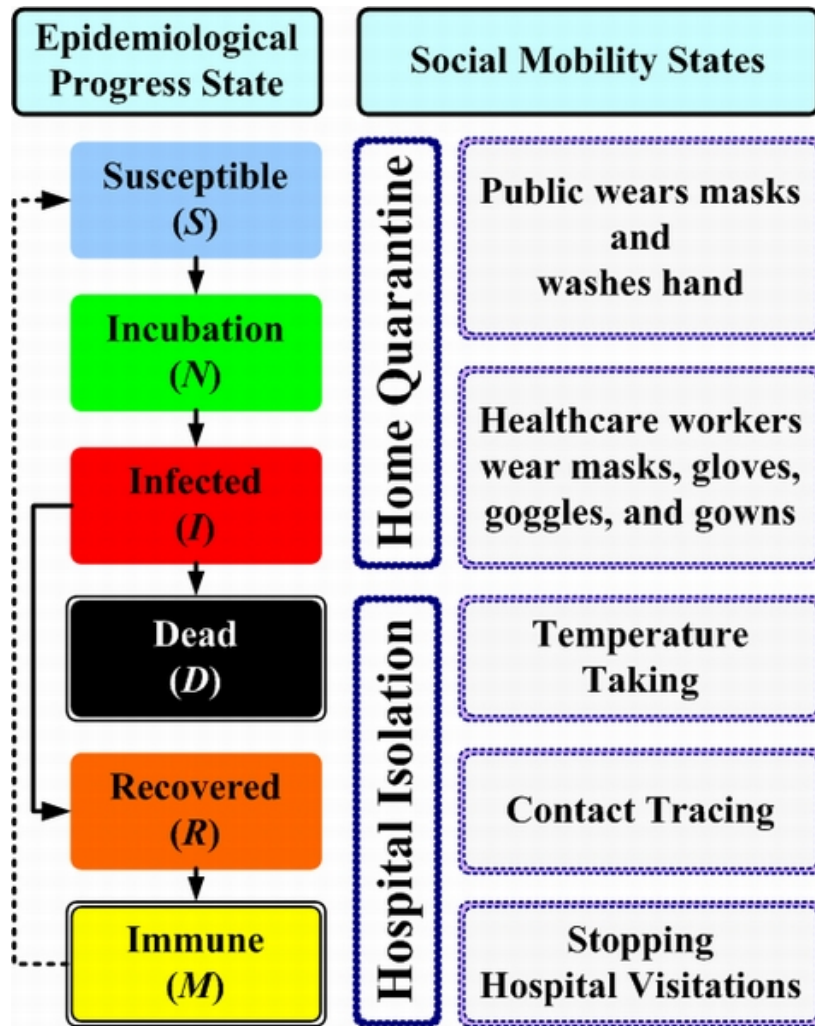 Epidemiological
Progress State
Social Mobility States
Susceptible
(S)
Incubation
(N)
Infected
(I)
Dead
(D)
Recovered
(R)
Immune
(M)
Home Quarantine
Hospital Isolation
Public wears masks
and
washes hand
Healthcare workers
wear masks, gloves,
goggles, and gowns
Temperature
Taking
Contact Tracing
Stopping
Hospital Visitations